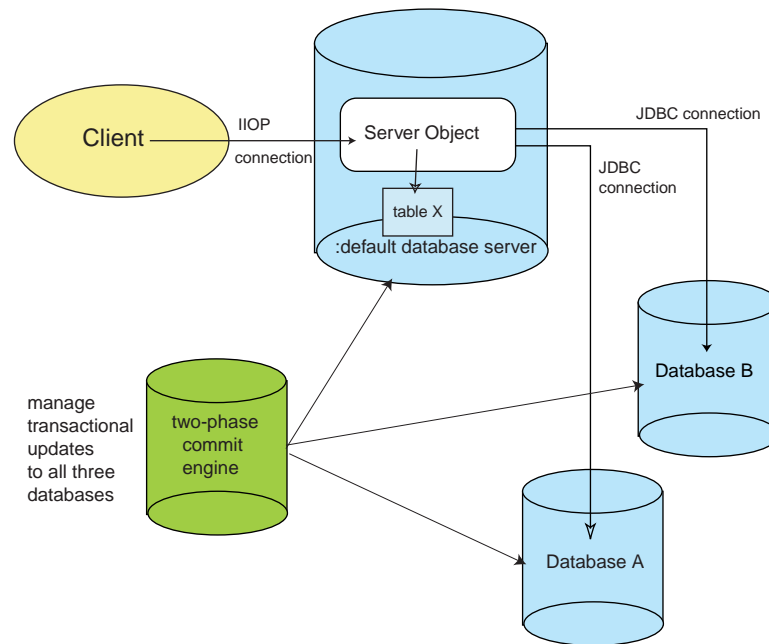 Client
IIOP
connection
Server Object
table X
:default database server
JDBC connection
JDBC
connection
Database B
manage
transactional
updates
to all three
databases
two-phase
commit
engine
Database A